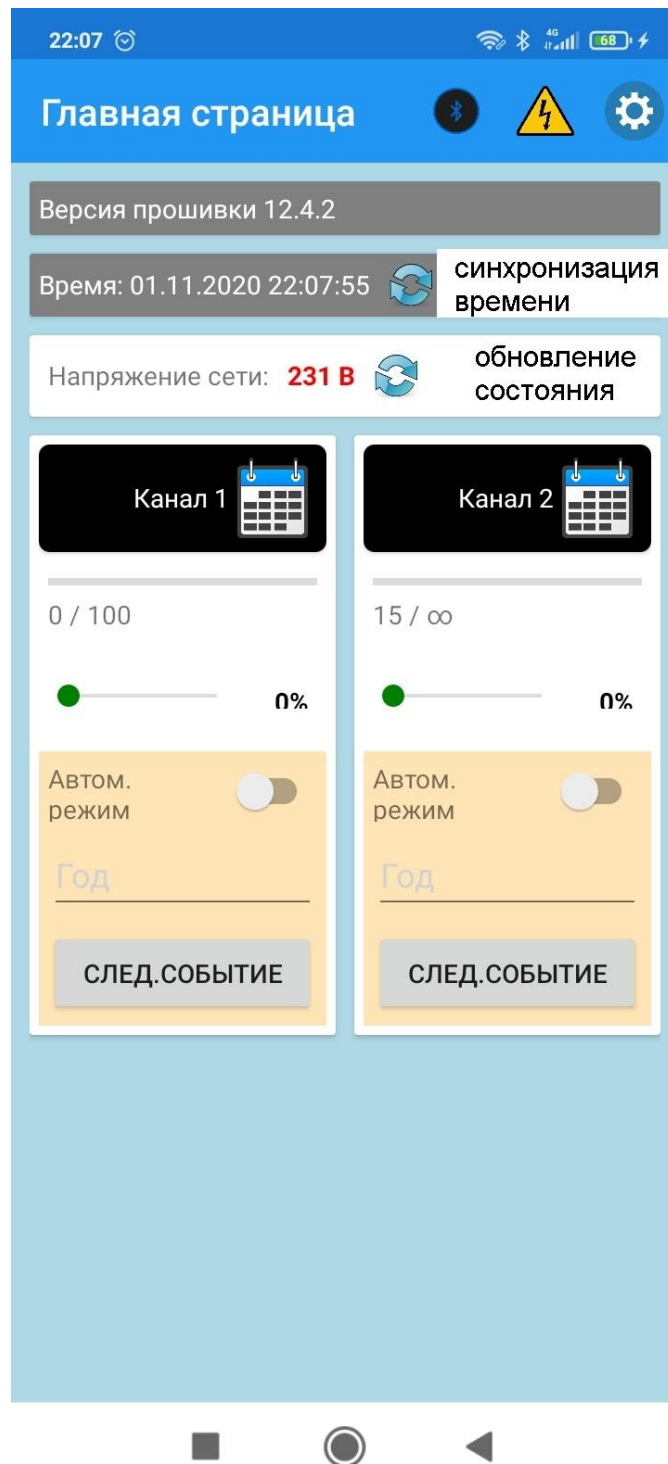 22:07
4G
68
Главная страница
Версия прошивки 12.4.2
Время: 01.11.2020 22:07:55
синхронизация
времени
Напряжение сети: 231 В
обновление
состояния
Канал 1
Канал 2
0 / 100
15 / ∞
0%
0%
Автом.
режим
Автом.
режим
Год
Год
СЛЕД.СОБЫТИЕ
СЛЕД.СОБЫТИЕ